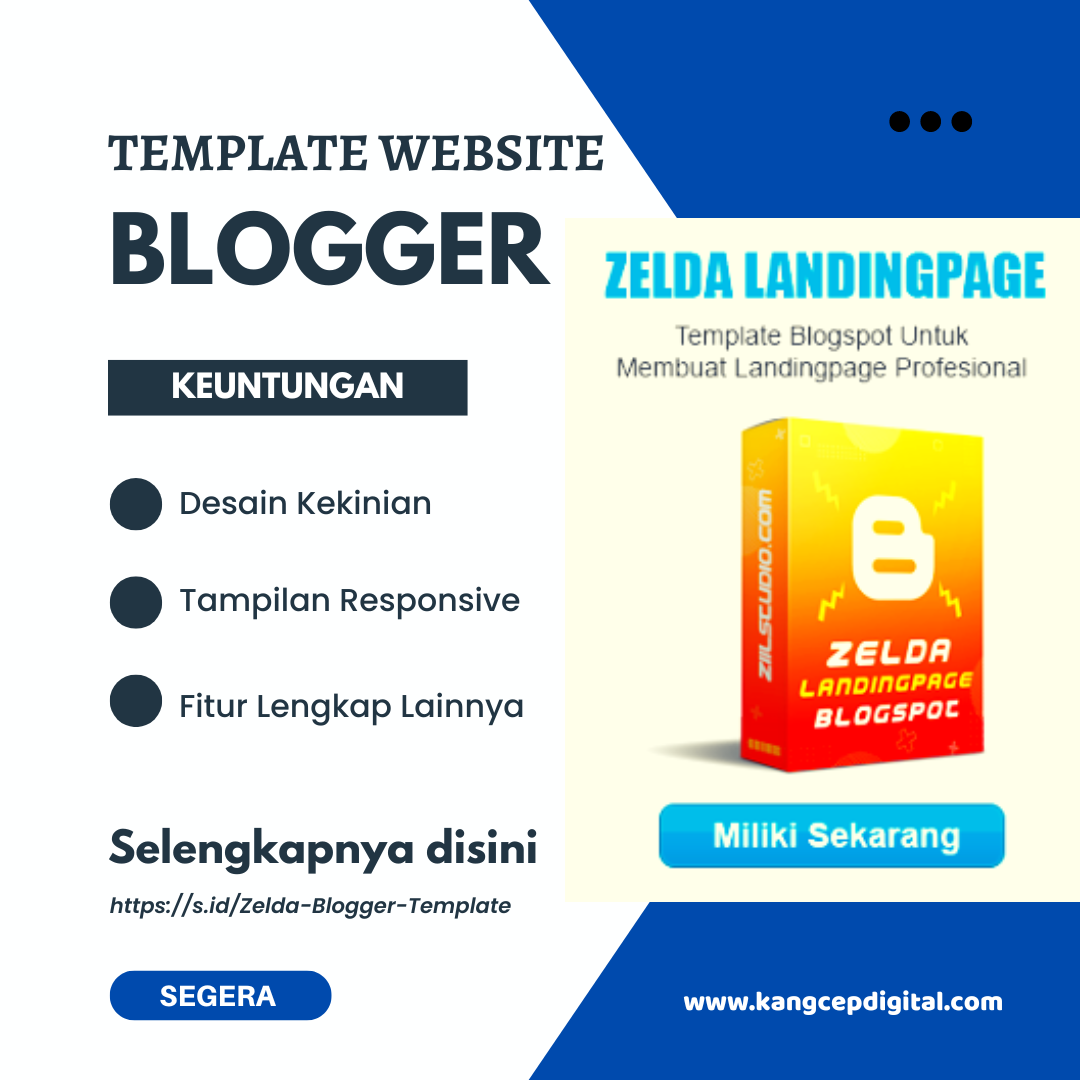 TEMPLATE WEBSITE
BLOGGER
KEUNTUNGAN
Desain Kekinian
Tampilan Responsive
Fitur Lengkap Lainnya
Selengkapnya disini
https://s.id/Zelda-Blogger-Template
SEGERA
ZELDA LANDINGPAGE
Template Blogspot Untuk
Membuat Landingpage Profesional
ZIILSTUDIO.COM
ZELDA
LANDINGPAGE
BLOGSPOT
Miliki Sekarang
www.kangcepdigital.com